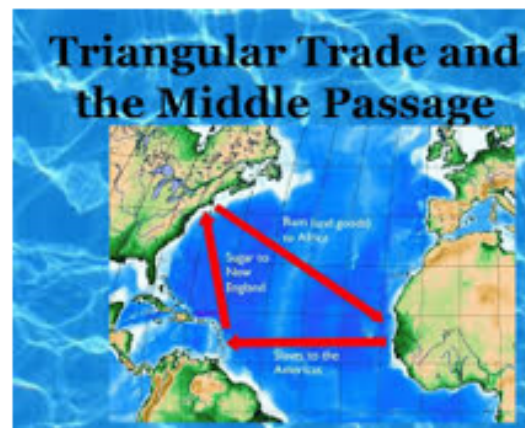 Triangular Trade and
the Middle Passage
Rum (and goods)
to Africa
Sugar to
New
England
Slaves to the
Americas